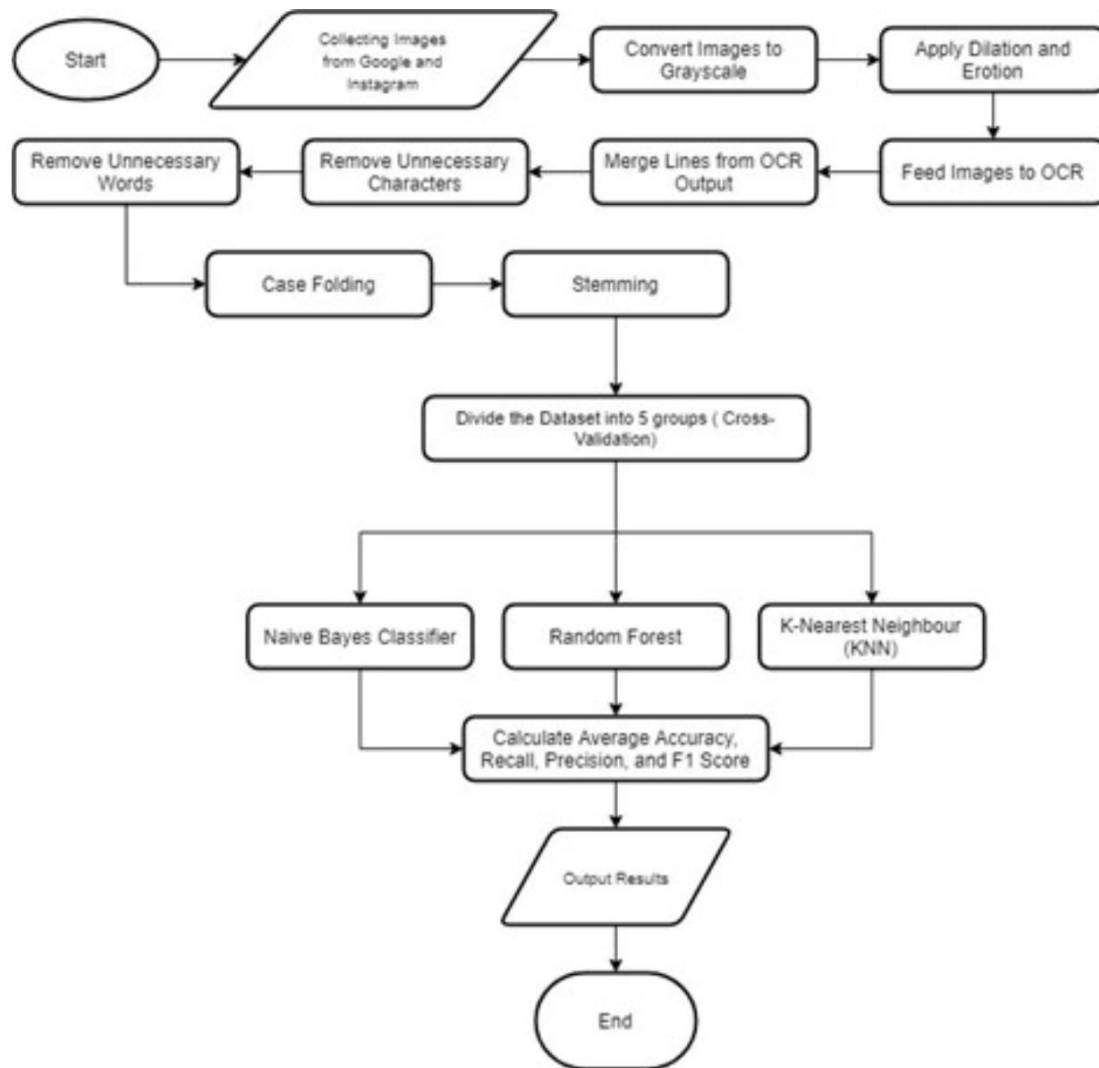 Start
Collecting Images
from Google and
Instagram
Convert Images to
Grayscale
Apply Dilation and
Erotion
Feed Images to OCR
Merge Lines from OCR
Output
Remove Unnecessary
Characters
Remove Unnecessary
Words
Case Folding
Stemming
Divide the Dataset into 5 groups ( Cross-
Validation)
Naive Bayes Classifier
Random Forest
K-Nearest Neighbour
(KNN)
Calculate Average Accuracy,
Recall, Precision, and F1 Score
Output Results
End